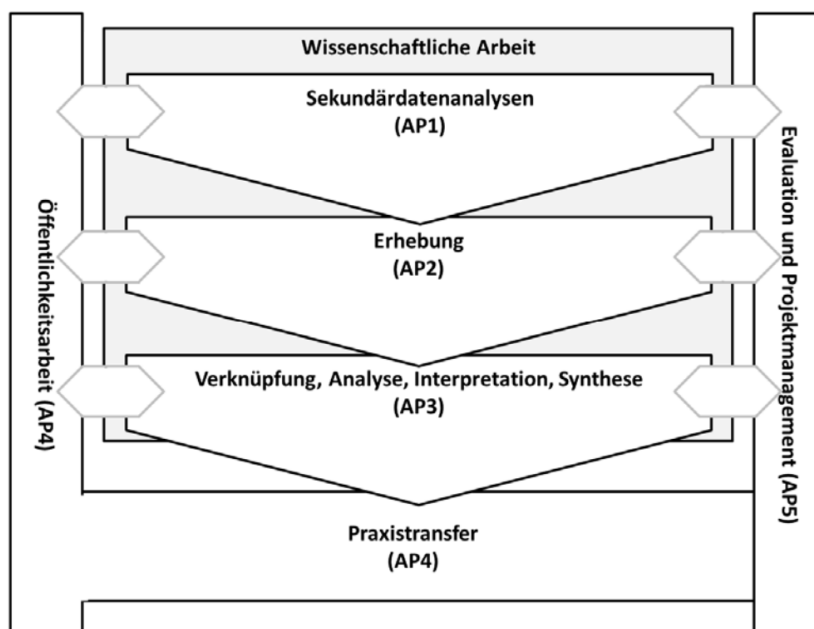 Wissenschaftliche Arbeit
Sekundärdatenanalysen
(AP1)
Erhebung
(AP2)
Verknüpfung, Analyse, Interpretation, Synthese
(AP3)
Praxistransfer
(AP4)
Öffentlichkeitsarbeit (AP4)
Evaluation und Projektmanagement (AP5)